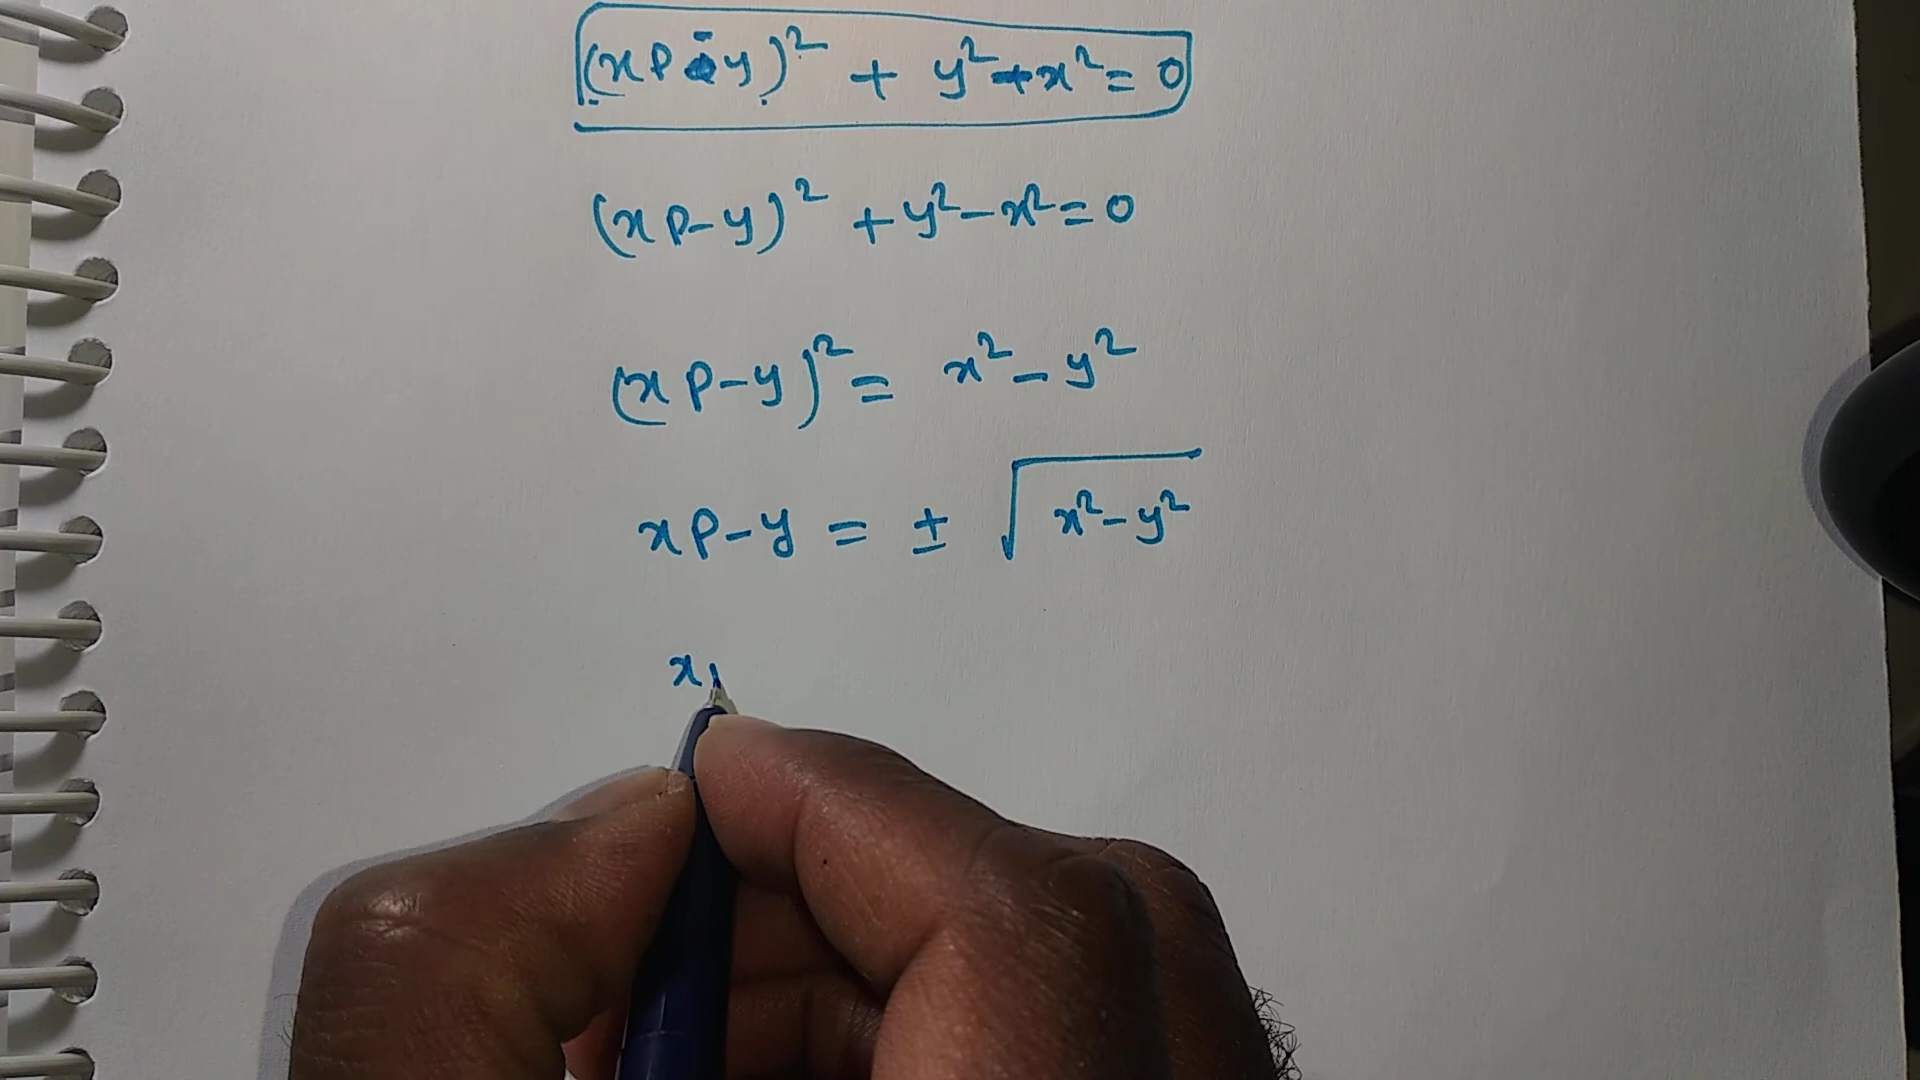 (xp-y)² + y²-x²=0
(xp-y)² +y²-x²=0
(xp-y)²= x²-y²
xp-y = ± √x²-y²
x